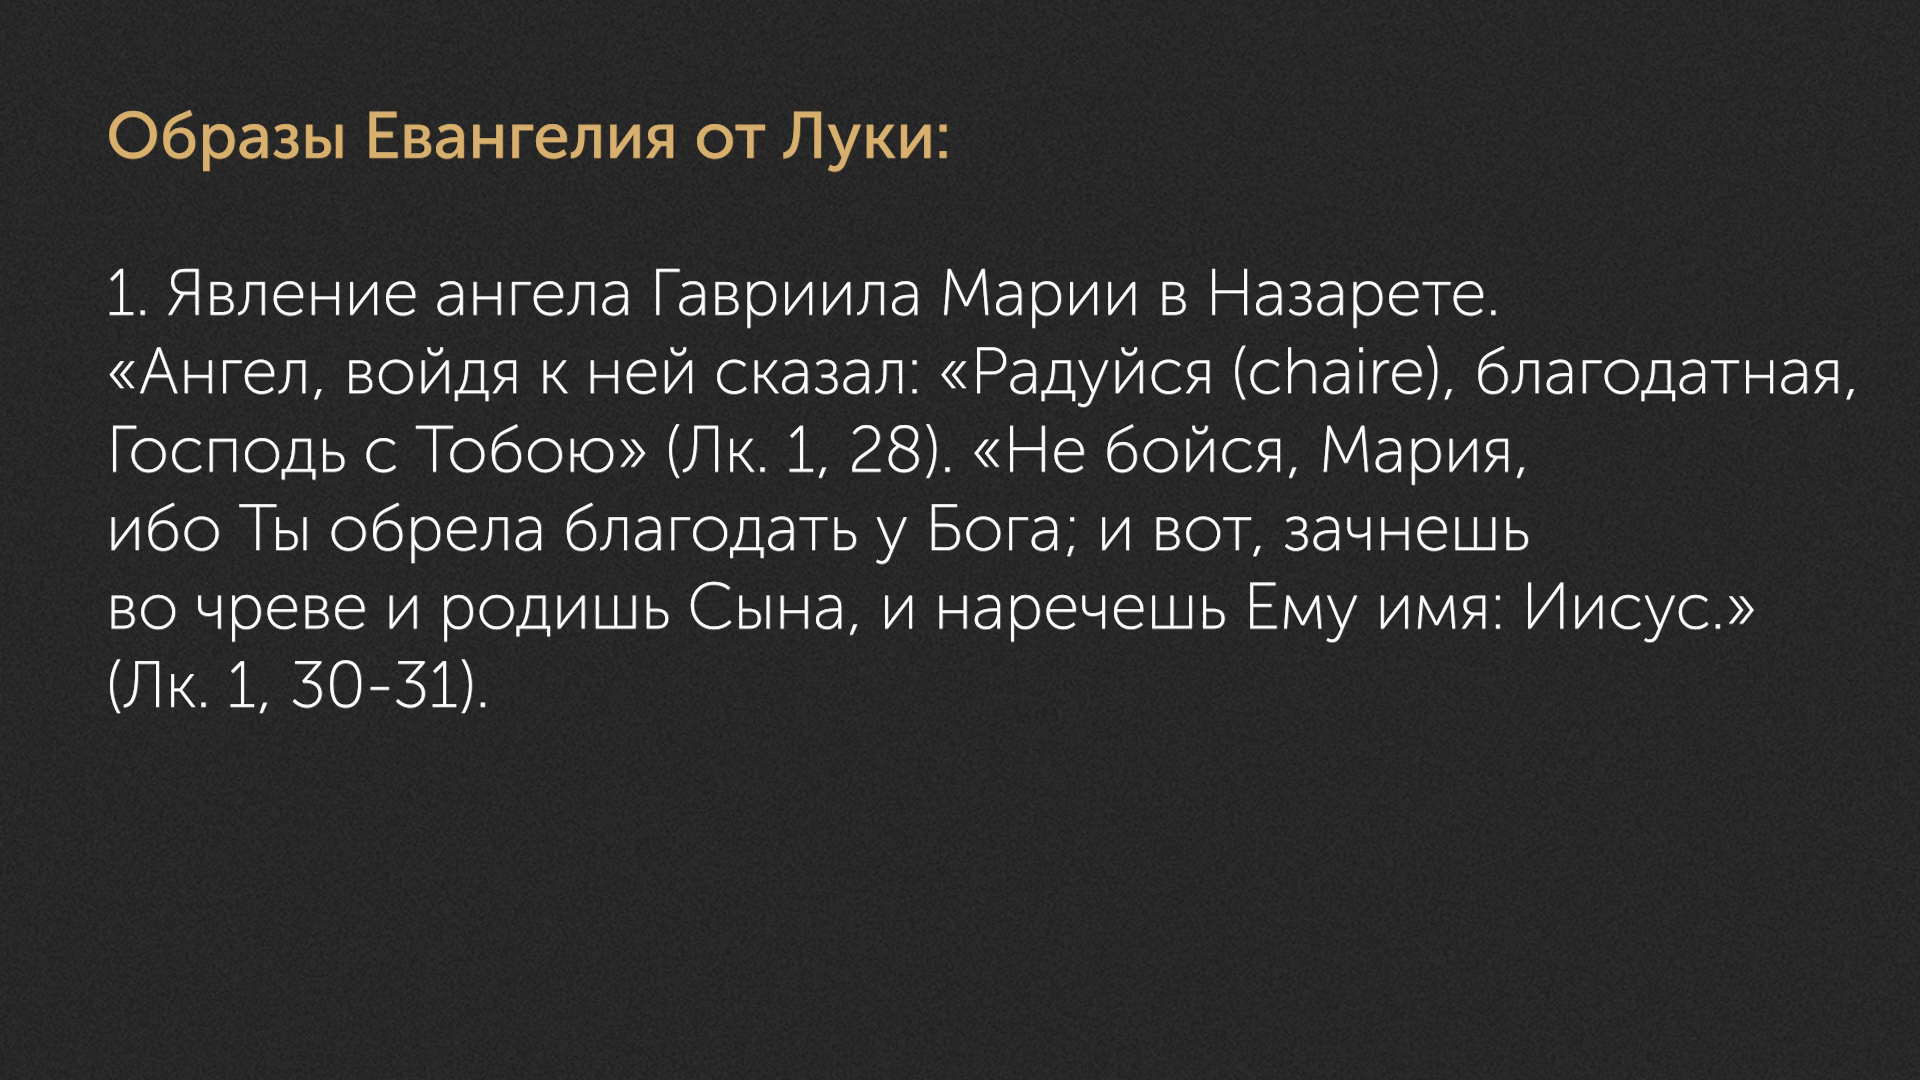 Образы Евангелия от Луки:
1. Явление ангела Гавриила Марии в Назарете.
«Ангел, войдя к ней сказал: «Радуйся (chaire), благодатная,
Господь с Тобою» (Лк. 1, 28). «Не бойся, Мария,
ибо Ты обрела благодать у Бога; и вот, зачнешь
во чреве и родишь Сына, и наречешь Ему имя: Иисус.»
(Лк. 1, 30-31).